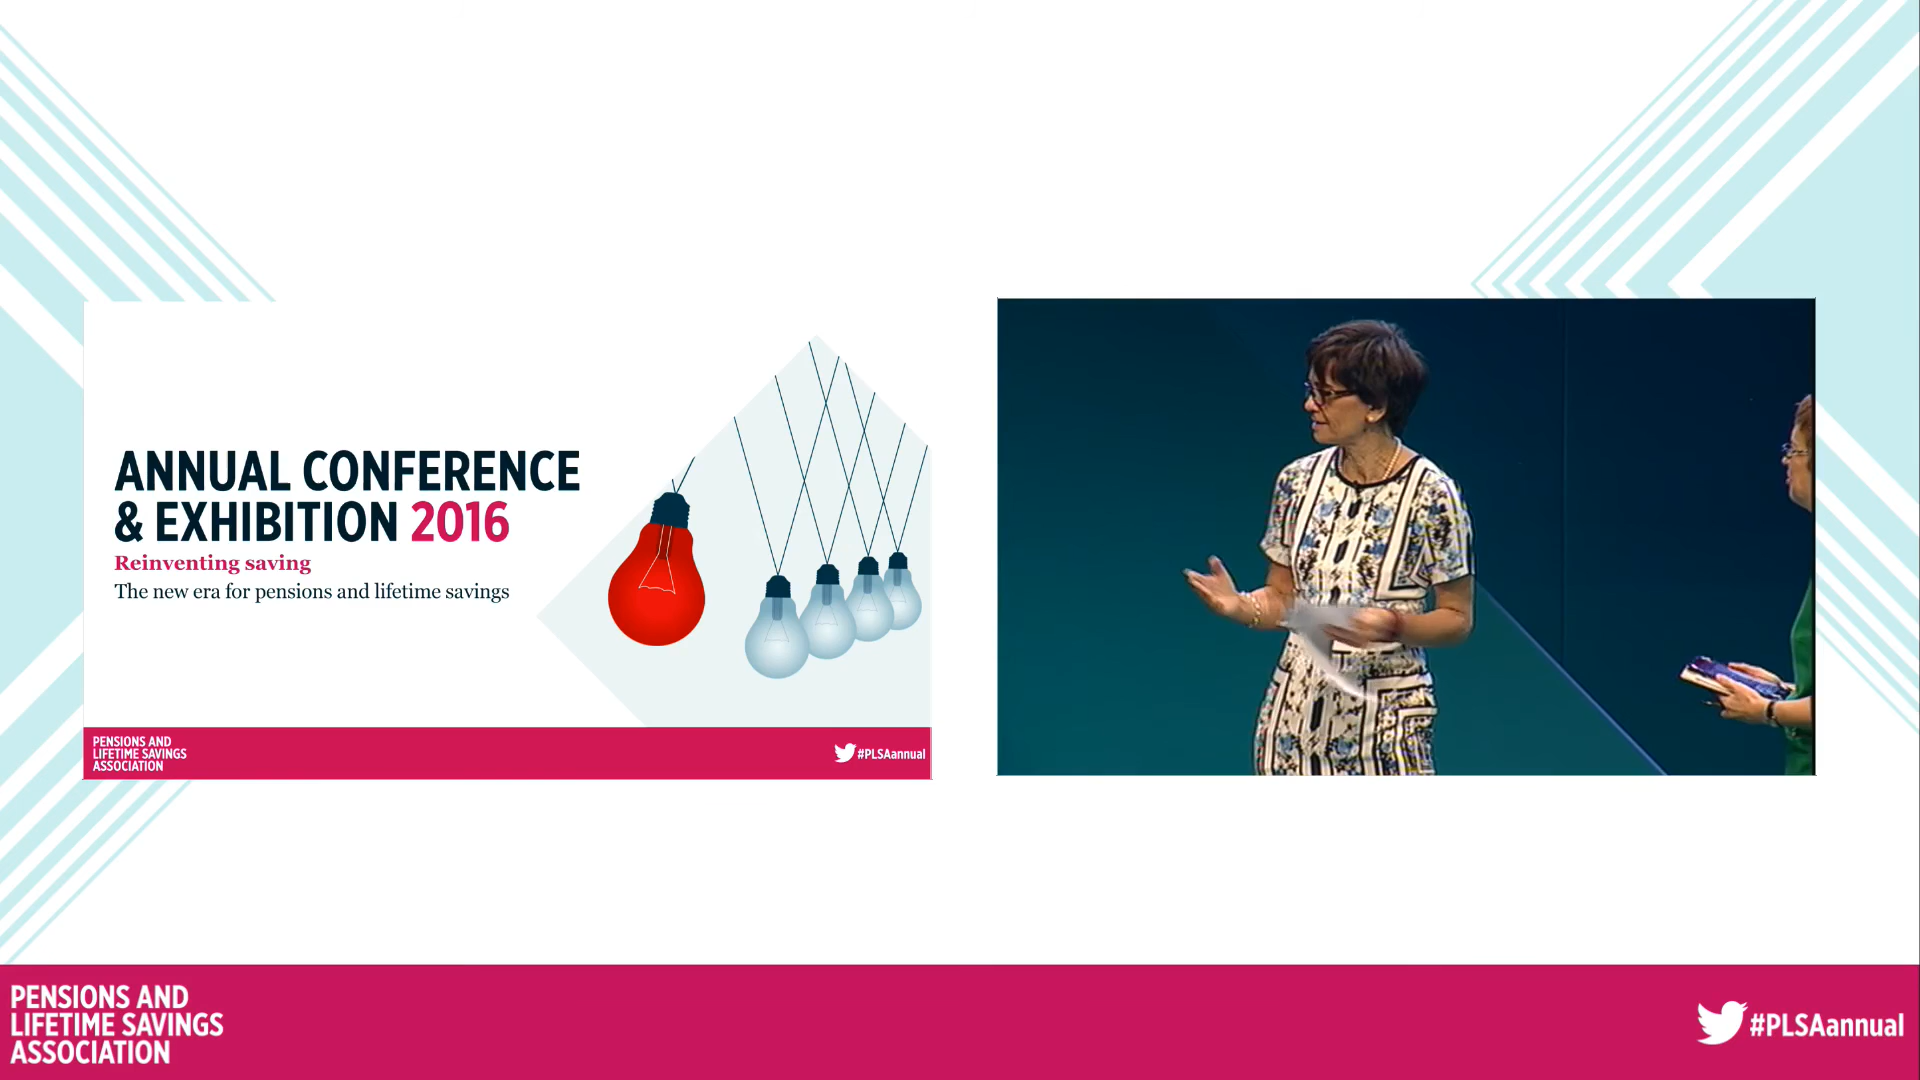 ANNUAL CONFERENCE
& EXHIBITION 2016
Reinventing saving
The new era for pensions and lifetime savings
PENSIONS AND
LIFETIME SAVINGS
ASSOCIATION
#PLSAannual
PENSIONS AND
LIFETIME SAVINGS
ASSOCIATION
#PLSAannual